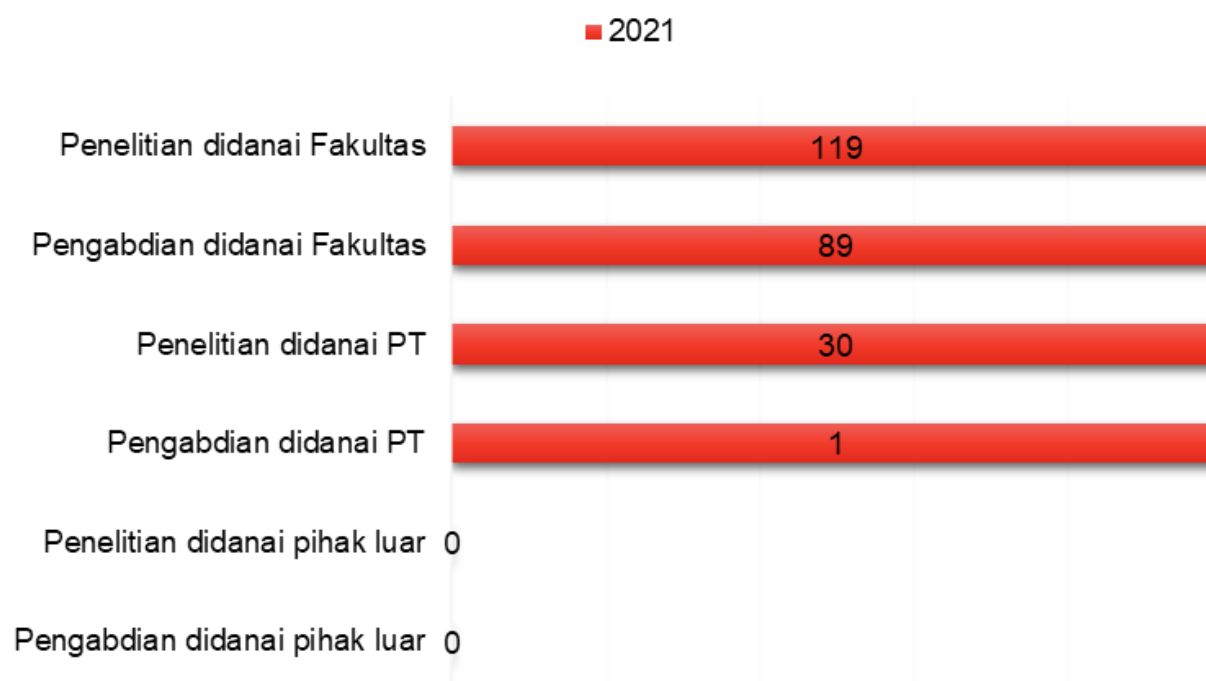 2021
Penelitian didanai Fakultas 119
Pengabdian didanai Fakultas 89
Penelitian didanai PT 30
Pengabdian didanai PT 1
Penelitian didanai pihak luar 0
Pengabdian didanai pihak luar 0